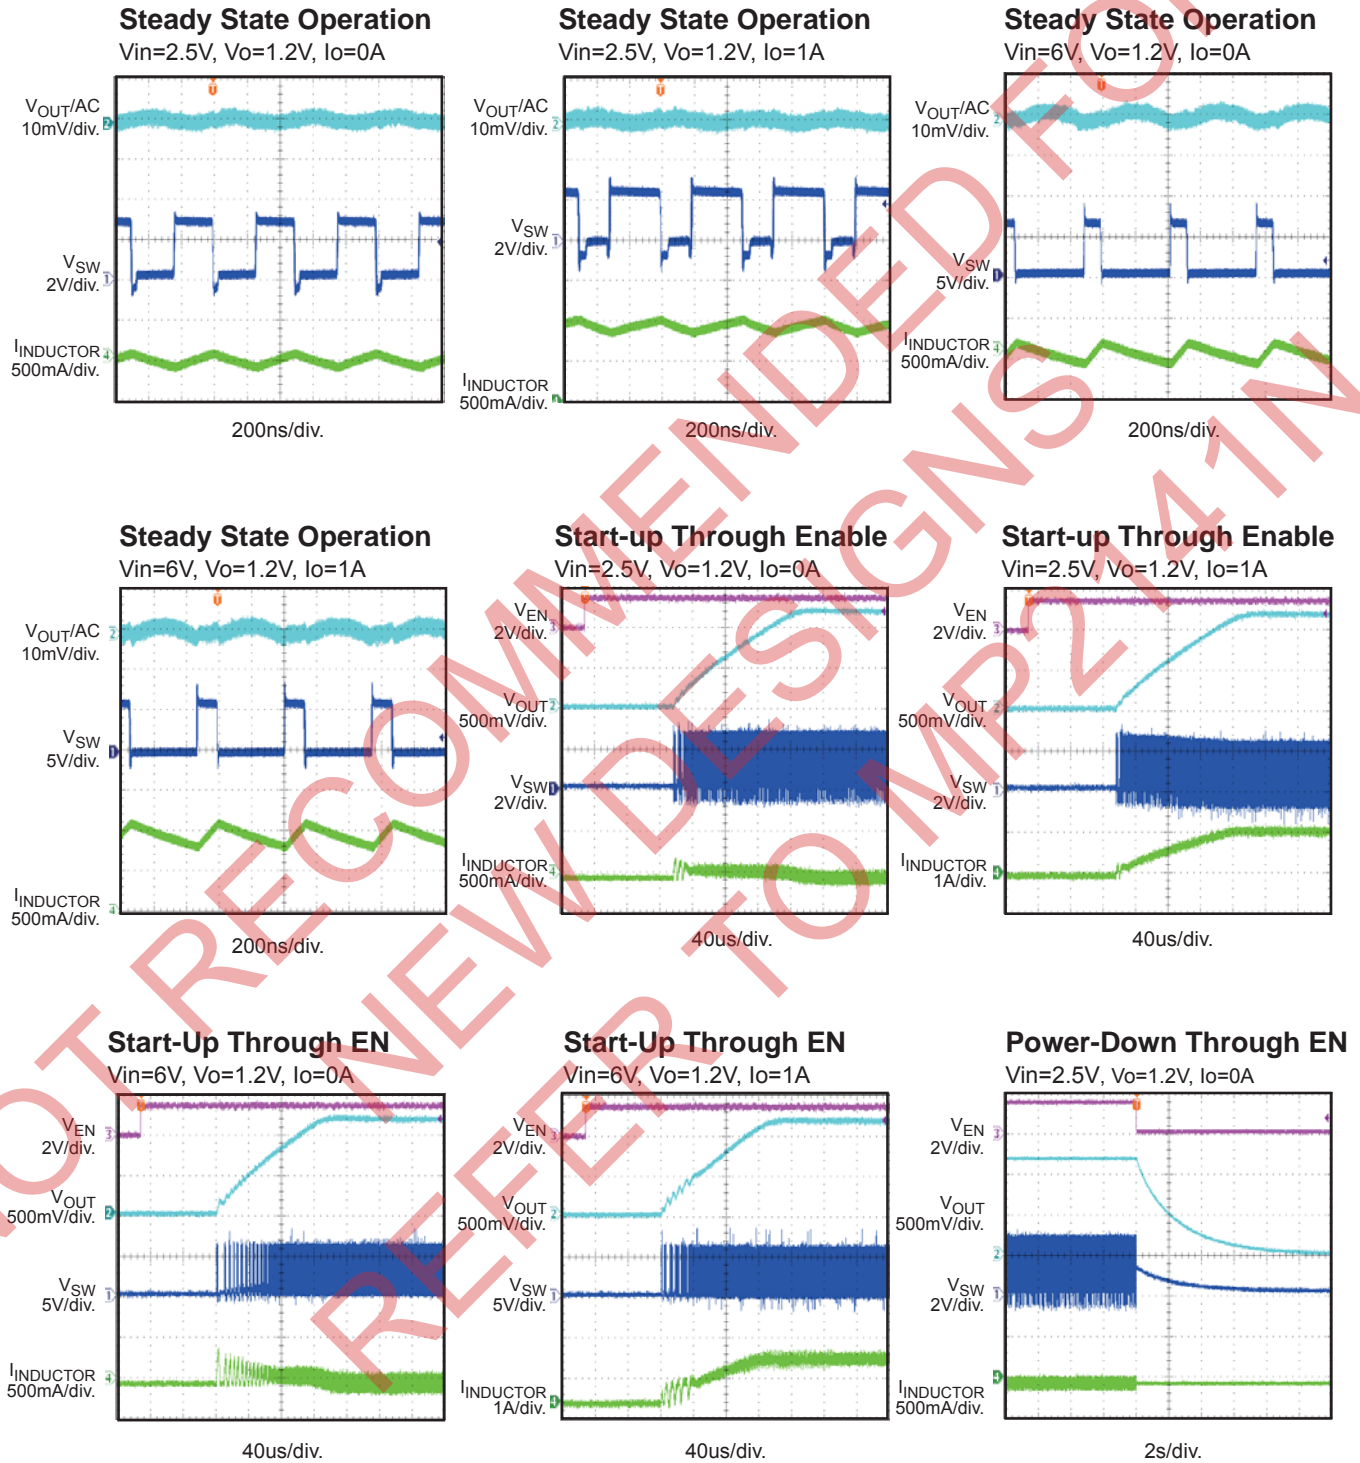 Steady State Operation
Vin=2.5V, Vo=1.2V, Io=0A
VOUT/AC
10mV/div.
VSW
2V/div.
IINDUCTOR
500mA/div.
200ns/div.
Steady State Operation
Vin=2.5V, Vo=1.2V, Io=1A
VOUT/AC
10mV/div.
VSW
2V/div.
IINDUCTOR
500mA/div.
200ns/div.
Steady State Operation
Vin=6V, Vo=1.2V, Io=0A
VOUT/AC
10mV/div.
VSW
5V/div.
IINDUCTOR
500mA/div.
200ns/div.
Steady State Operation
Vin=6V, Vo=1.2V, Io=1A
VOUT/AC
10mV/div.
VSW
5V/div.
IINDUCTOR
500mA/div.
200ns/div.
Start-up Through Enable
Vin=2.5V, Vo=1.2V, Io=0A
VEN
2V/div.
VOUT
500mV/div.
VSW
2V/div.
IINDUCTOR
500mA/div.
40us/div.
Start-up Through Enable
Vin=2.5V, Vo=1.2V, Io=1A
VEN
2V/div.
VOUT
500mV/div.
VSW
2V/div.
IINDUCTOR
1A/div.
40us/div.
Start-Up Through EN
Vin=6V, Vo=1.2V, Io=0A
VEN
2V/div.
VOUT
500mV/div.
VSW
5V/div.
IINDUCTOR
500mA/div.
40us/div.
Start-Up Through EN
Vin=6V, Vo=1.2V, Io=1A
VEN
2V/div.
VOUT
500mV/div.
VSW
5V/div.
IINDUCTOR
1A/div.
40us/div.
Power-Down Through EN
Vin=2.5V, Vo=1.2V, Io=0A
VEN
2V/div.
VOUT
500mV/div.
VSW
2V/div.
IINDUCTOR
500mA/div.
2s/div.
NOT RECOMMENDED FOR
NEW DESIGNS
REFER TO MP2141N